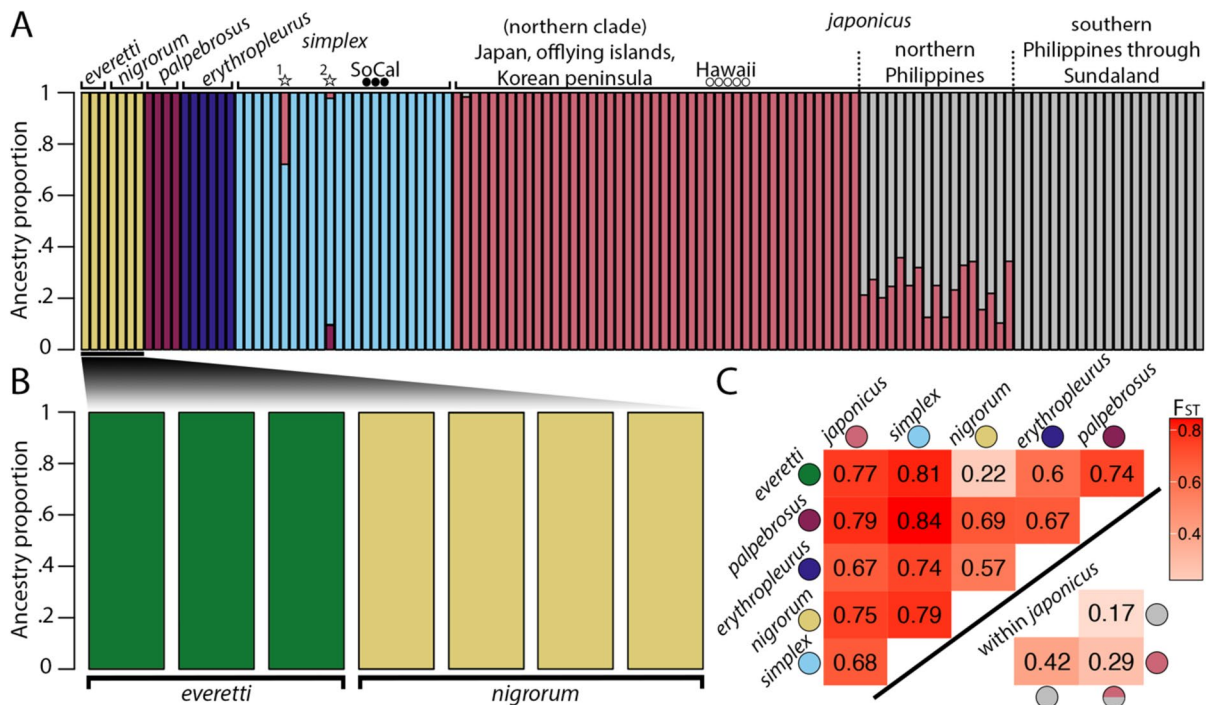 A
everetti
nigrorum
palpebrosus
erythropleurus
simplex
1
2
SoCal
(northern clade)
Japan, offlying islands,
Korean peninsula
Hawaii
japonicus
northern
Philippines
southern
Philippines through
Sundaland
Ancestry proportion
1
.8
.6
.4
.2
0
B
Ancestry proportion
1
.8
.6
.4
.2
0
everetti
nigrorum
C
japonicus
simplex
nigrorum
erythropleurus
palpebrosus
everetti 0.77 0.81 0.22 0.6 0.74
palpebrosus 0.79 0.84 0.69 0.67
erythropleurus 0.67 0.74 0.57
nigrorum 0.75 0.79
simplex 0.68
within japonicus
0.17
0.42 0.29
FST
0.8
0.6
0.4